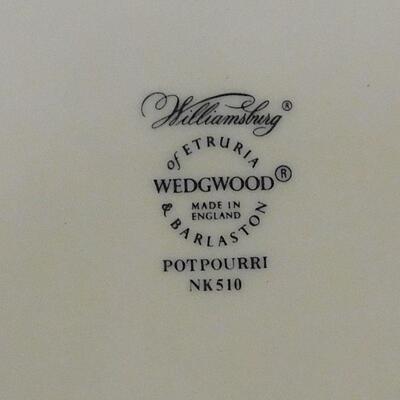 Williamsburg®
of ETRURIA
WEDGWOOD®
MADE IN
ENGLAND
& BARLASTON
POTPOURRI
NK510